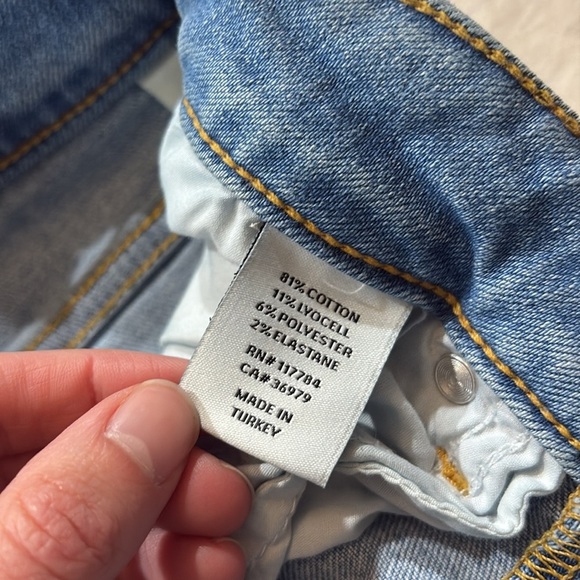 81% COTTON
11% LYOCELL
6% POLYESTER
2% ELASTANE
RN# 117784
CA# 36979
MADE IN
TURKEY